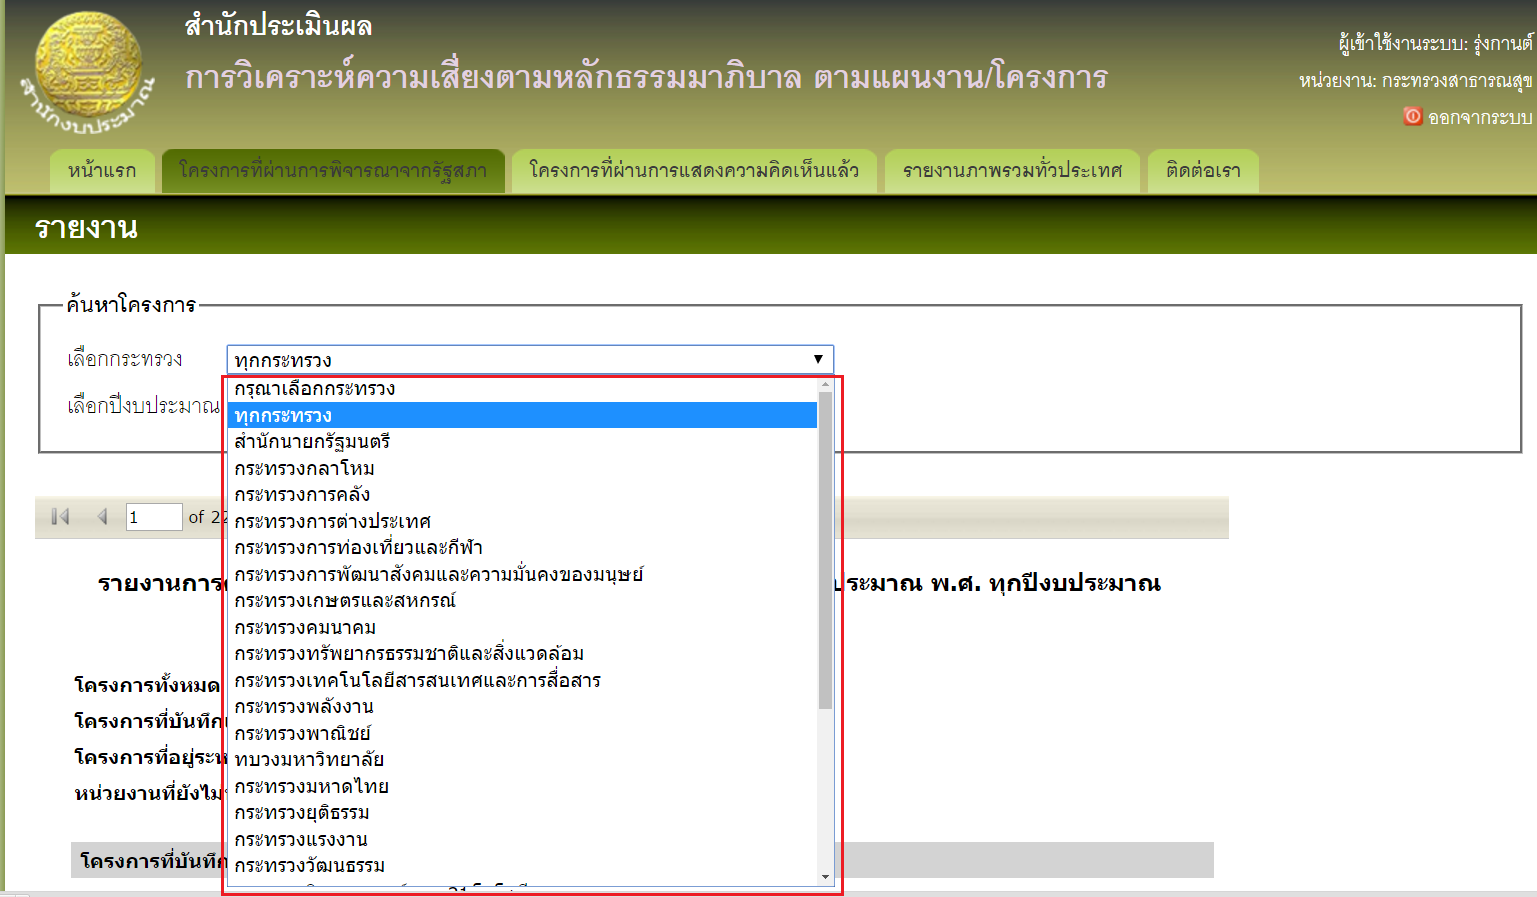 สำนักประเมินผล
การวิเคราะห์ความเสี่ยงตามหลักธรรมมาภิบาล ตามแผนงาน/โครงการ
สำนักงบประมาณ
ผู้เข้าใช้งานระบบ: รุ่งกานต์
หน่วยงาน: กระทรวงสาธารณสุข
ออกจากระบบ
หน้าแรก
โครงการที่ผ่านการพิจารณาจากรัฐสภา
โครงการที่ผ่านการแสดงความคิดเห็นแล้ว
รายงานภาพรวมทั่วประเทศ
ติดต่อเรา
รายงาน
ค้นหาโครงการ
เลือกกระทรวง
ทุกกระทรวง
เลือกปีงบประมาณ
กรุณาเลือกกระทรวง
ทุกกระทรวง
สำนักนายกรัฐมนตรี
กระทรวงกลาโหม
กระทรวงการคลัง
กระทรวงการต่างประเทศ
กระทรวงการท่องเที่ยวและกีฬา
กระทรวงการพัฒนาสังคมและความมั่นคงของมนุษย์
กระทรวงเกษตรและสหกรณ์
กระทรวงคมนาคม
กระทรวงทรัพยากรธรรมชาติและสิ่งแวดล้อม
กระทรวงเทคโนโลยีสารสนเทศและการสื่อสาร
กระทรวงพลังงาน
กระทรวงพาณิชย์
ทบวงมหาวิทยาลัย
กระทรวงมหาดไทย
กระทรวงยุติธรรม
กระทรวงแรงงาน
กระทรวงวัฒนธรรม
1 of 22
รายงานการ ประมาณ พ.ศ. ทุกปีงบประมาณ
โครงการทั้งหมด
โครงการที่บันทึก
โครงการที่อยู่ระห
หน่วยงานที่ยังไม่
โครงการที่บันทึก